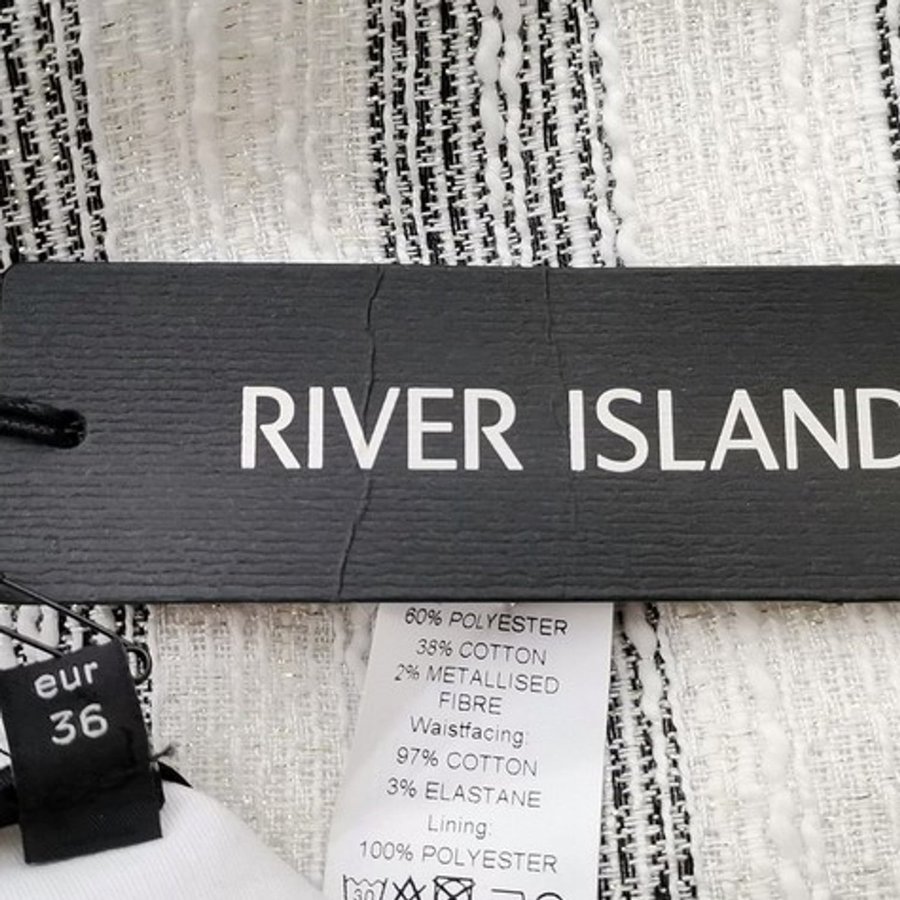 RIVER ISLAND
eur
36
60% POLYESTER
38% COTTON
2% METALLISED
FIBRE
Waistfacing:
97% COTTON
3% ELASTANE
Lining:
100% POLYESTER
30